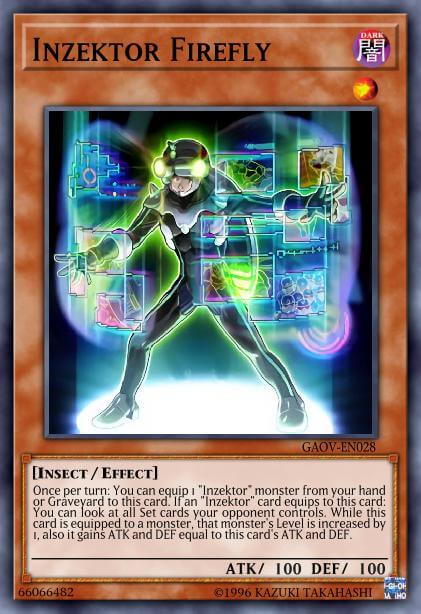 INZEKTOR FIREFLY
DARK
闇
GAOV-EN028
[INSECT / EFFECT]
Once per turn: You can equip 1 "Inzektor" monster from your hand
or Graveyard to this card. If an "Inzektor" card equips to this card:
You can look at all Set cards your opponent controls. While this
card is equipped to a monster, that monster's Level is increased by
1, also it gains ATK and DEF equal to this card's ATK and DEF.
ATK/ 100 DEF/ 100
66066482
©1996 KAZUKI TAKAHASHI